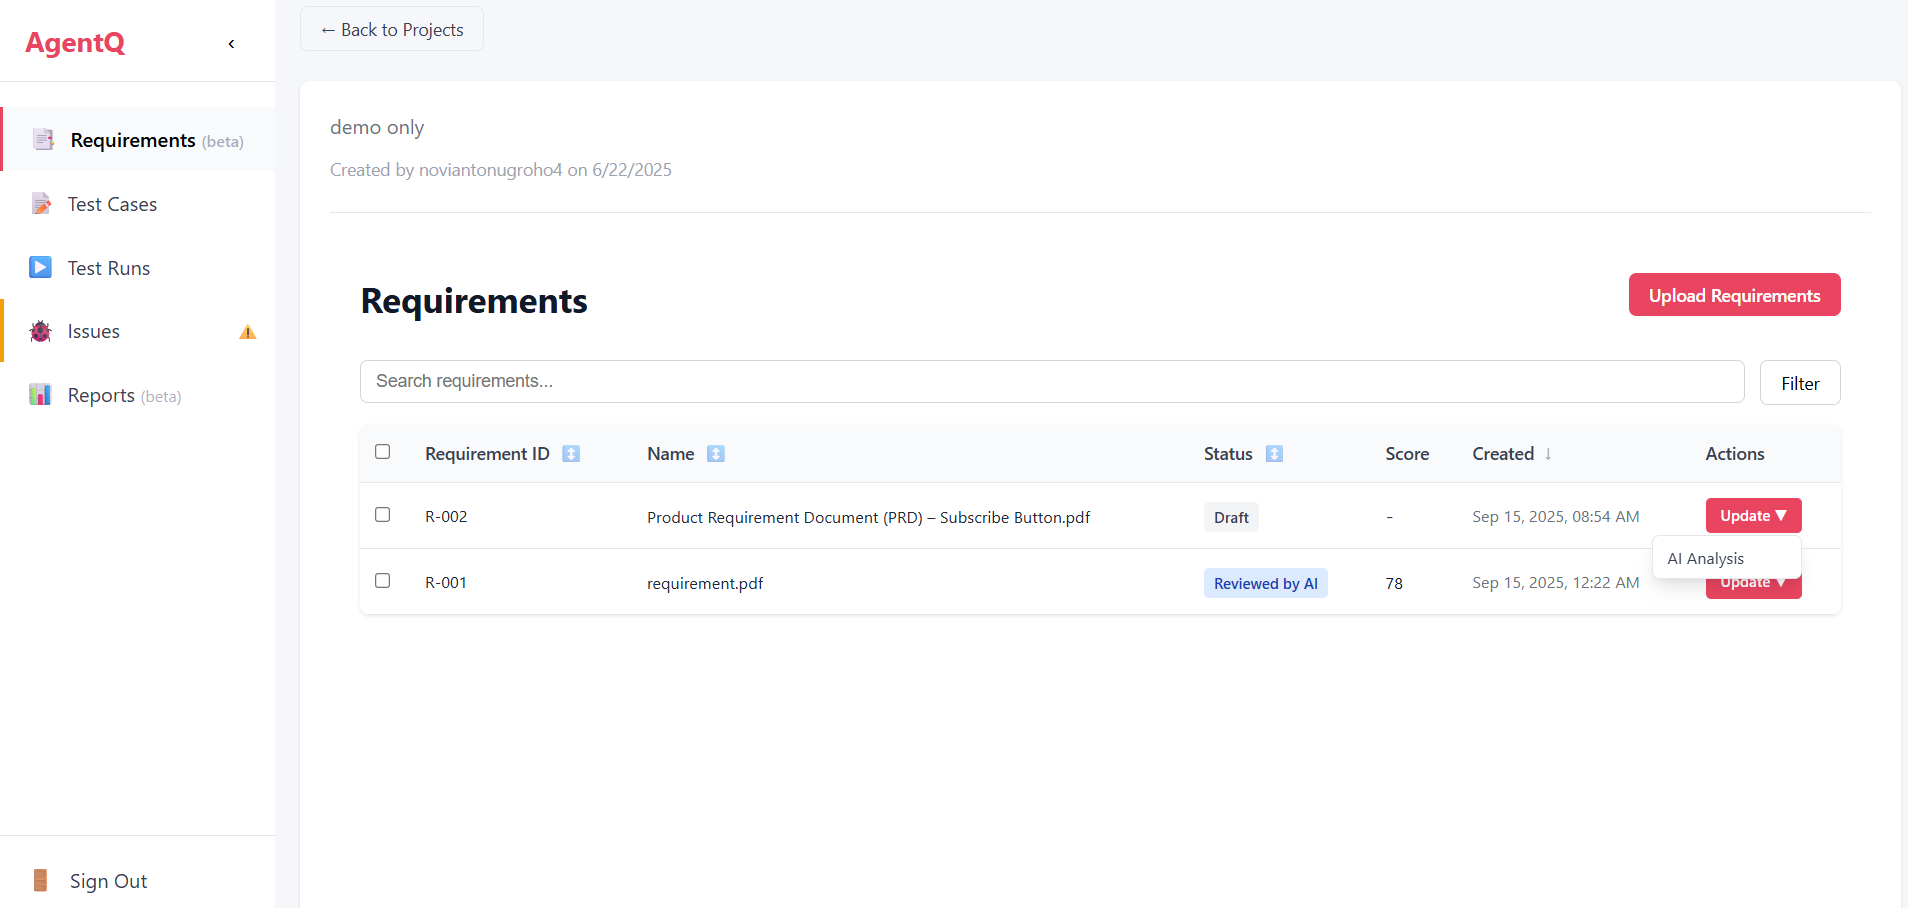 AgentQ
‹
Requirements (beta)
Test Cases
Test Runs
Issues
Reports (beta)
Sign Out
← Back to Projects
demo only
Created by noviantonugroho4 on 6/22/2025
Requirements
Upload Requirements
Search requirements...
Filter
Requirement ID Name Status Score Created ↓ Actions
R-002 Product Requirement Document (PRD) – Subscribe Button.pdf Draft - Sep 15, 2025, 08:54 AM Update ▼
AI Analysis
R-001 requirement.pdf Reviewed by AI 78 Sep 15, 2025, 12:22 AM Update ▼